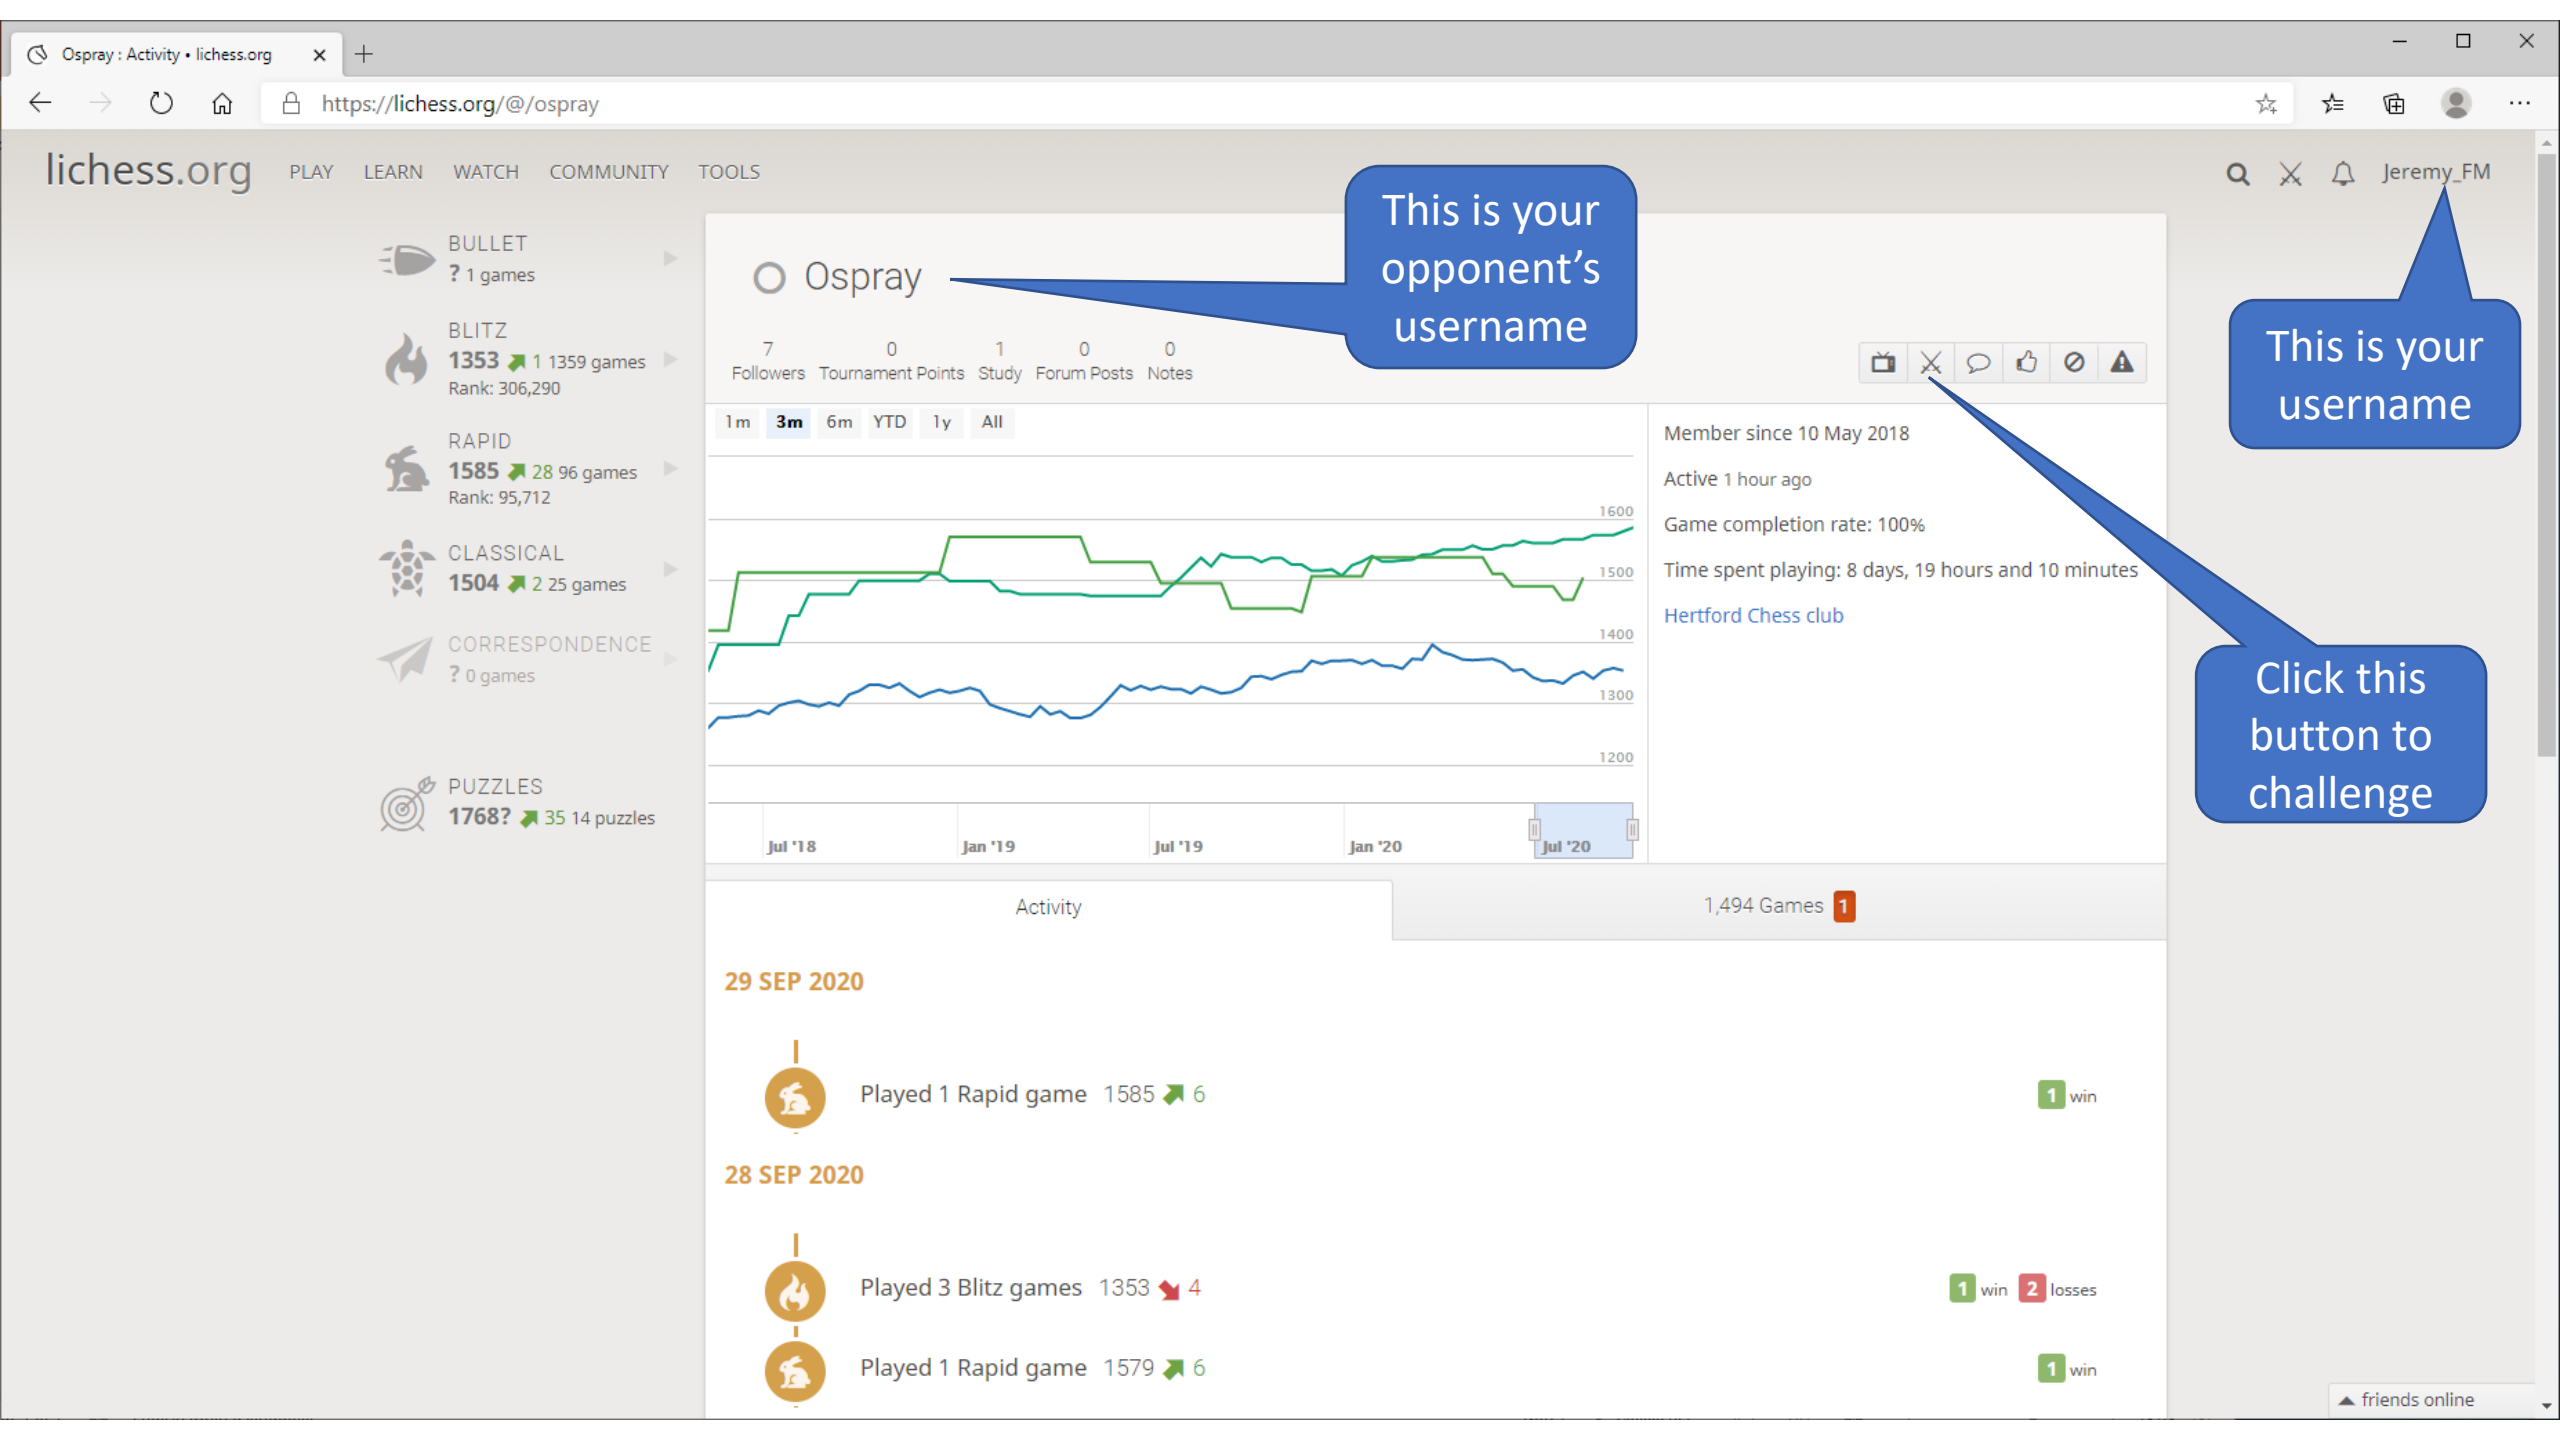 Ospray : Activity • lichess.org
https://lichess.org/@/ospray
lichess.org PLAY LEARN WATCH COMMUNITY TOOLS
Jeremy_FM
This is your
opponent's
username
This is your
username
Click this
button to
challenge
BULLET
? 1 games
BLITZ
1353 1 1359 games
Rank: 306,290
RAPID
1585 28 96 games
Rank: 95,712
CLASSICAL
1504 2 25 games
CORRESPONDENCE
? 0 games
PUZZLES
1768? 35 14 puzzles
Ospray
7 0 1 0 0
Followers Tournament Points Study Forum Posts Notes
1m 3m 6m YTD 1y All
1600
1500
1400
1300
1200
Jul '18 Jan '19 Jul '19 Jan '20 Jul '20
Member since 10 May 2018
Active 1 hour ago
Game completion rate: 100%
Time spent playing: 8 days, 19 hours and 10 minutes
Hertford Chess club
Activity
1,494 Games 1
29 SEP 2020
Played 1 Rapid game 1585 6
1 win
28 SEP 2020
Played 3 Blitz games 1353 4
1 win 2 losses
Played 1 Rapid game 1579 6
1 win
friends online